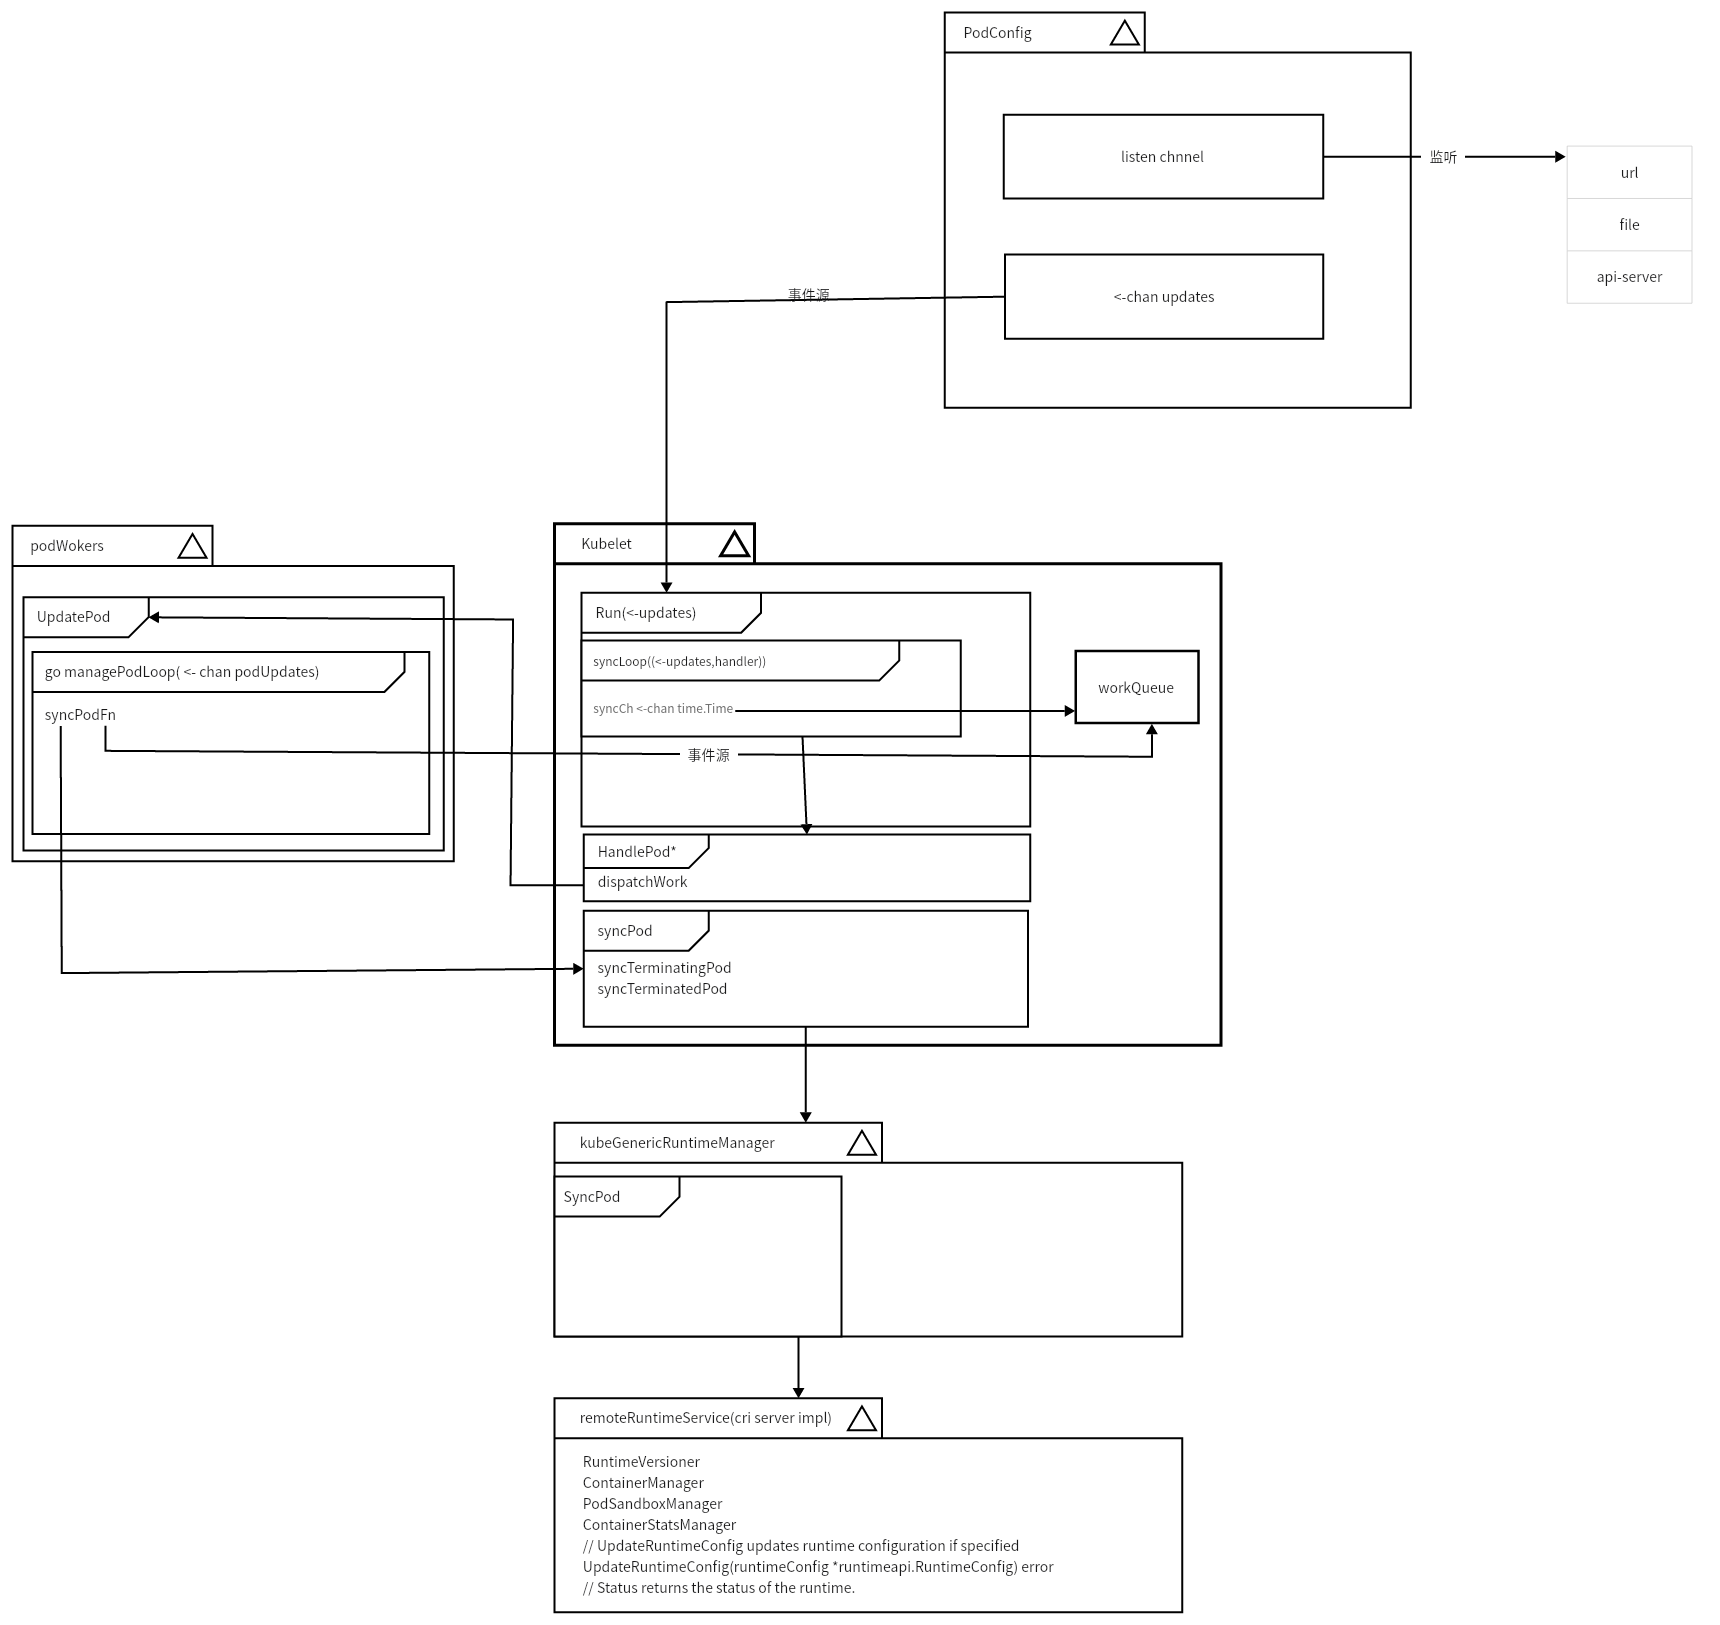 PodConfig
listen chnnel
监听
url
file
api-server
<-chan updates
事件源
podWokers
UpdatePod
go managePodLoop( <- chan podUpdates)
syncPodFn
Kubelet
Run(<-updates)
syncLoop((<-updates,handler))
syncCh <-chan time.Time
workQueue
事件源
HandlePod*
dispatchWork
syncPod
syncTerminatingPod
syncTerminatedPod
kubeGenericRuntimeManager
SyncPod
remoteRuntimeService(cri server impl)
RuntimeVersioner
ContainerManager
PodSandboxManager
ContainerStatsManager
// UpdateRuntimeConfig updates runtime configuration if specified
UpdateRuntimeConfig(runtimeConfig *runtimeapi.RuntimeConfig) error
// Status returns the status of the runtime.